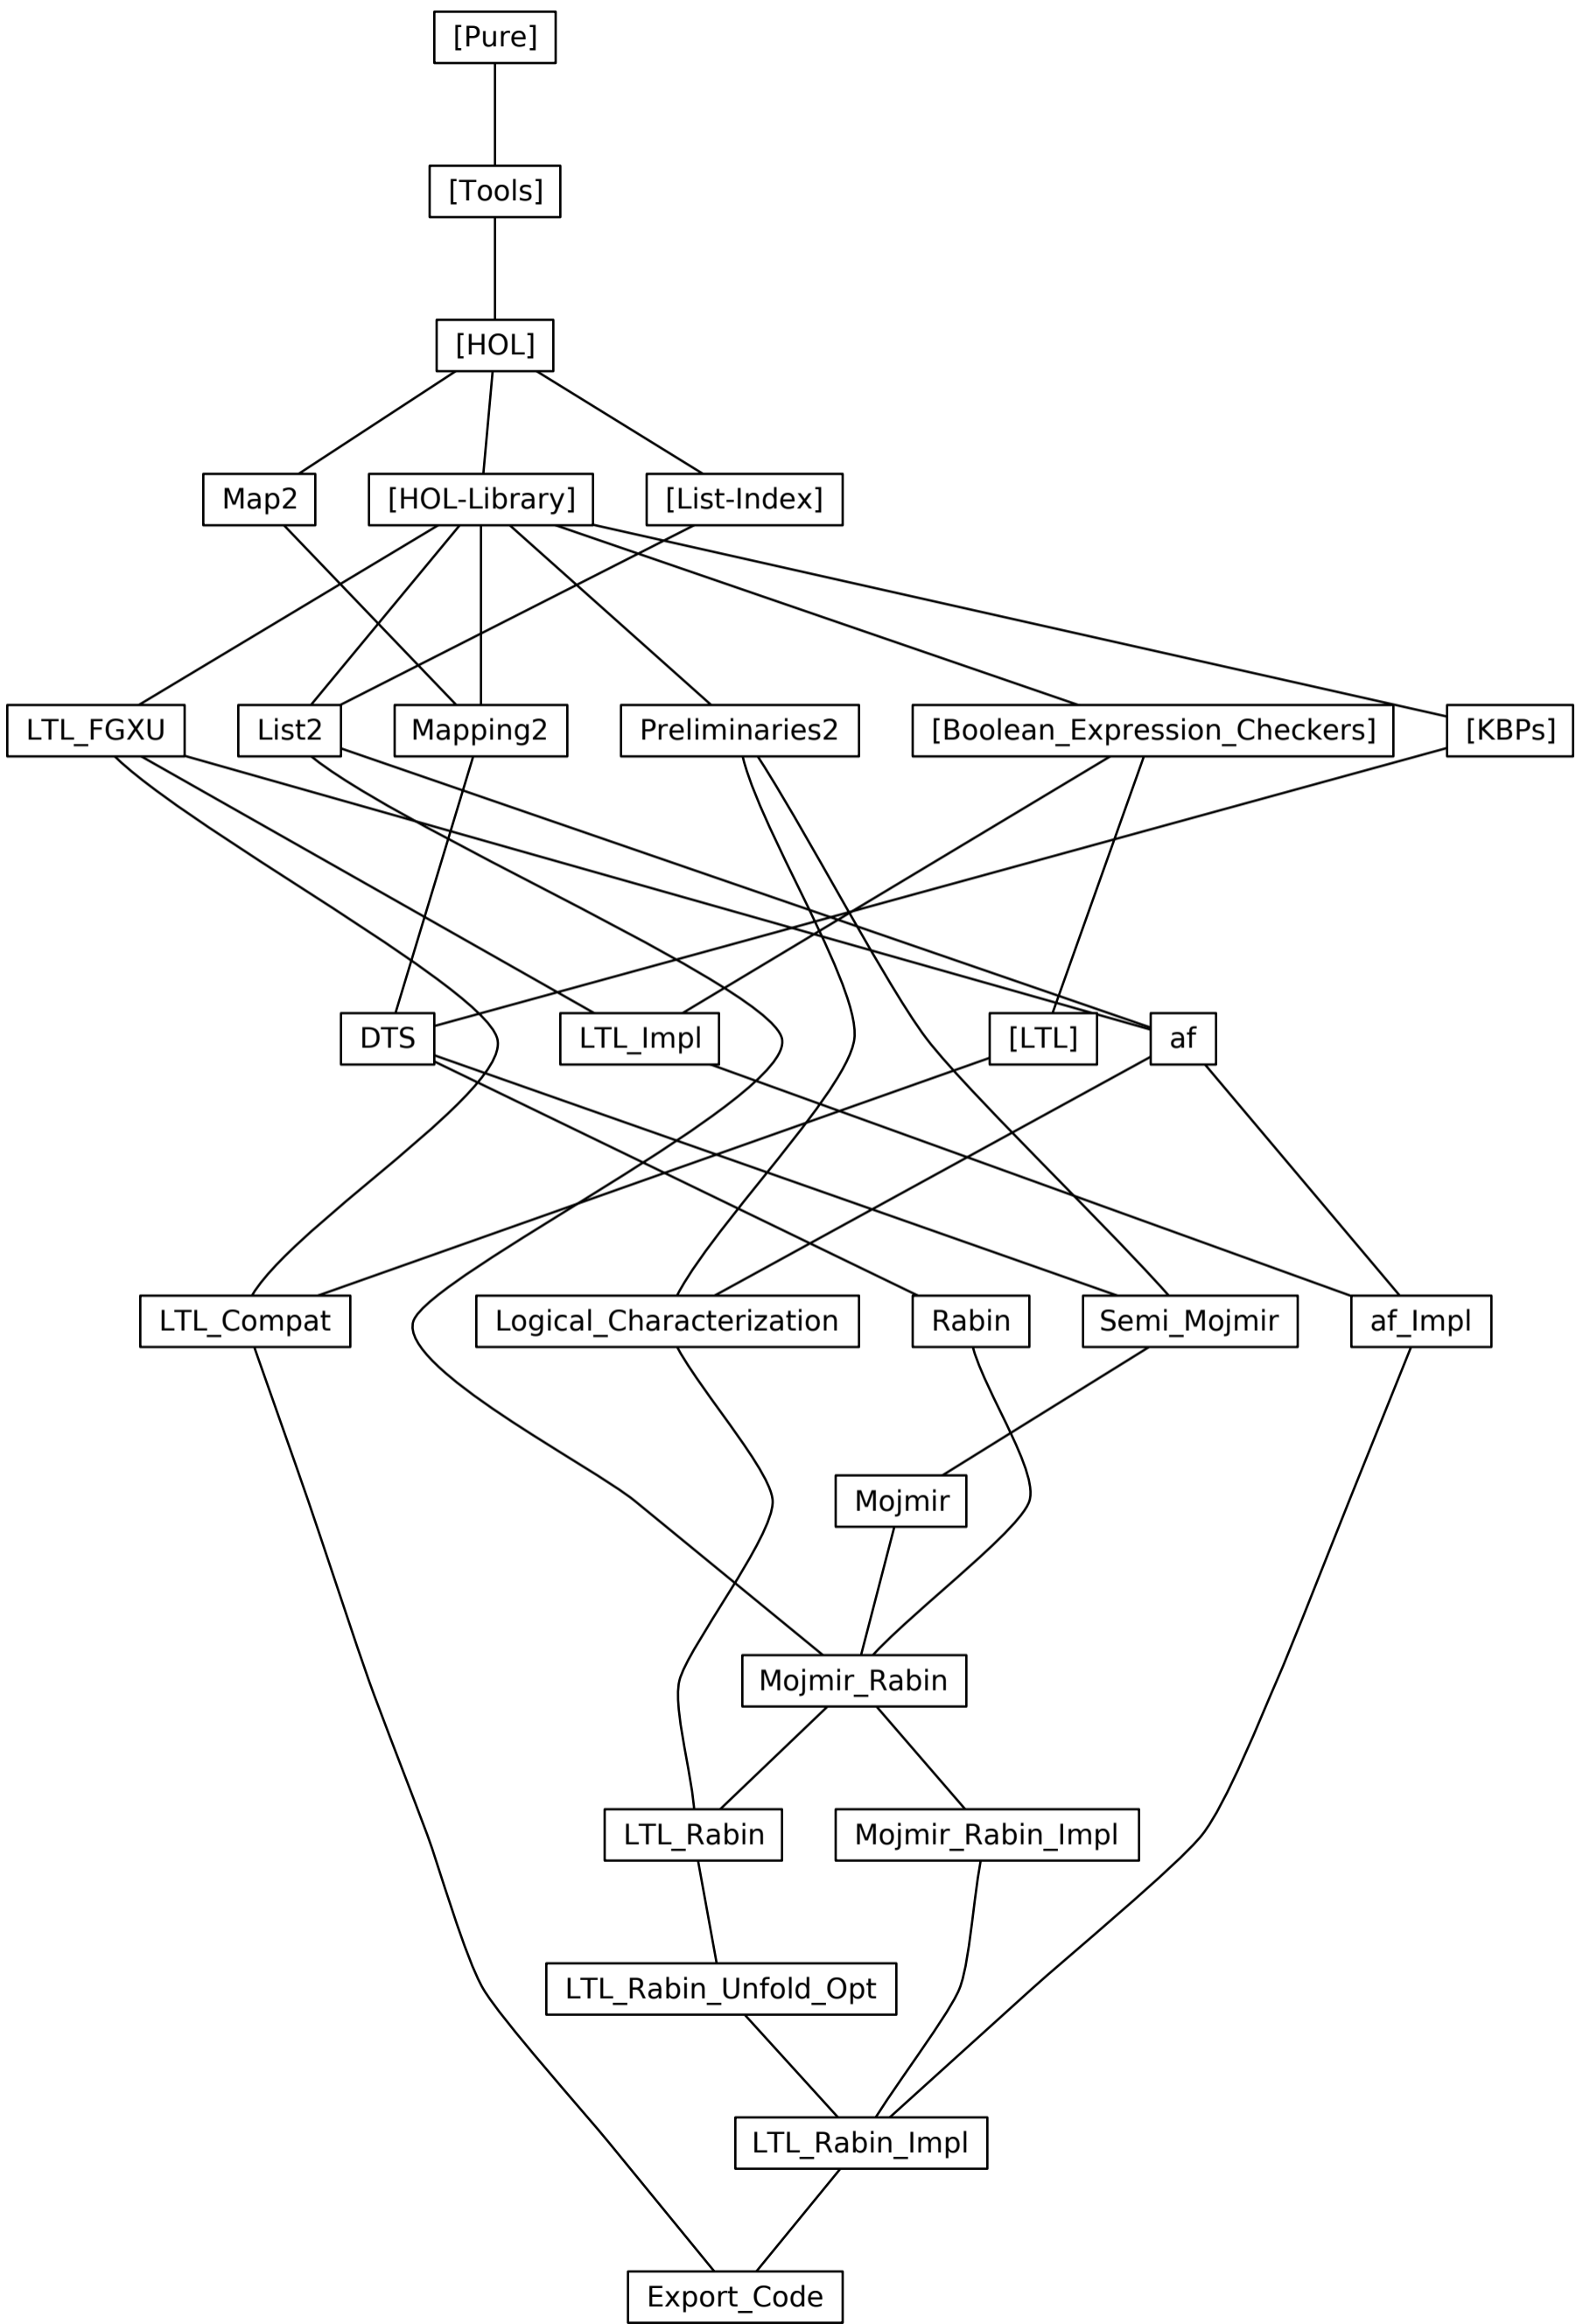 [Pure]
[Tools]
[HOL]
Map2
[HOL-Library]
[List-Index]
LTL_FGXU
List2
Mapping2
Preliminaries2
[Boolean_Expression_Checkers]
[KBPs]
DTS
LTL_Impl
[LTL]
af
LTL_Compat
Logical_Characterization
Rabin
Semi_Mojmir
af_Impl
Mojmir
Mojmir_Rabin
LTL_Rabin
Mojmir_Rabin_Impl
LTL_Rabin_Unfold_Opt
LTL_Rabin_Impl
Export_Code